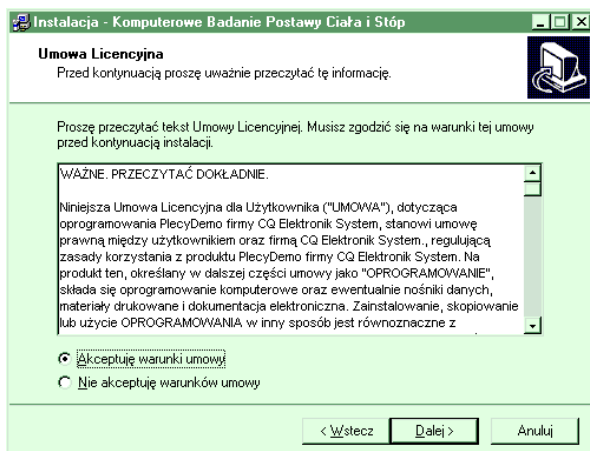 Instalacja - Komputerowe Badanie Postawy Ciała i Stóp
Umowa Licencyjna
Przed kontynuacją proszę uważnie przeczytać tę informację.
Proszę przeczytać tekst Umowy Licencyjnej. Musisz zgodzić się na warunki tej umowy
przed kontynuacją instalacji.
WAŻNE. PRZECZYTAĆ DOKŁADNIE.
Niniejsza Umowa Licencyjna dla Użytkownika ("UMOWA"), dotycząca
oprogramowania PlecyDemo firmy CQ Elektronik System, stanowi umowę
prawną między użytkownikiem oraz firmą CQ Elektronik System., regulującą
zasady korzystania z produktu PlecyDemo firmy CQ Elektronik System. Na
produkt ten, określany w dalszej części umowy jako "OPROGRAMOWANIE",
składa się oprogramowanie komputerowe oraz ewentualnie nośniki danych,
materiały drukowane i dokumentacja elektroniczna. Zainstalowanie, skopiowanie
lub użycie OPROGRAMOWANIA w inny sposób jest równoznaczne z
Akceptuję warunki umowy
Nie akceptuję warunków umowy
< Wstecz
Dalej >
Anuluj